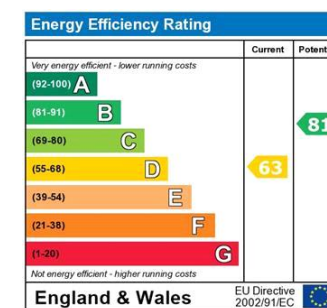 Energy Efficiency Rating
Current
Very energy efficient - lower running costs
(92-100) A
(81-91) B
81
(69-80) C
(55-68) D
63
(39-54) E
(21-38) F
(1-20) G
Not energy efficient - higher running costs
England & Wales
EU Directive
2002/91/EC